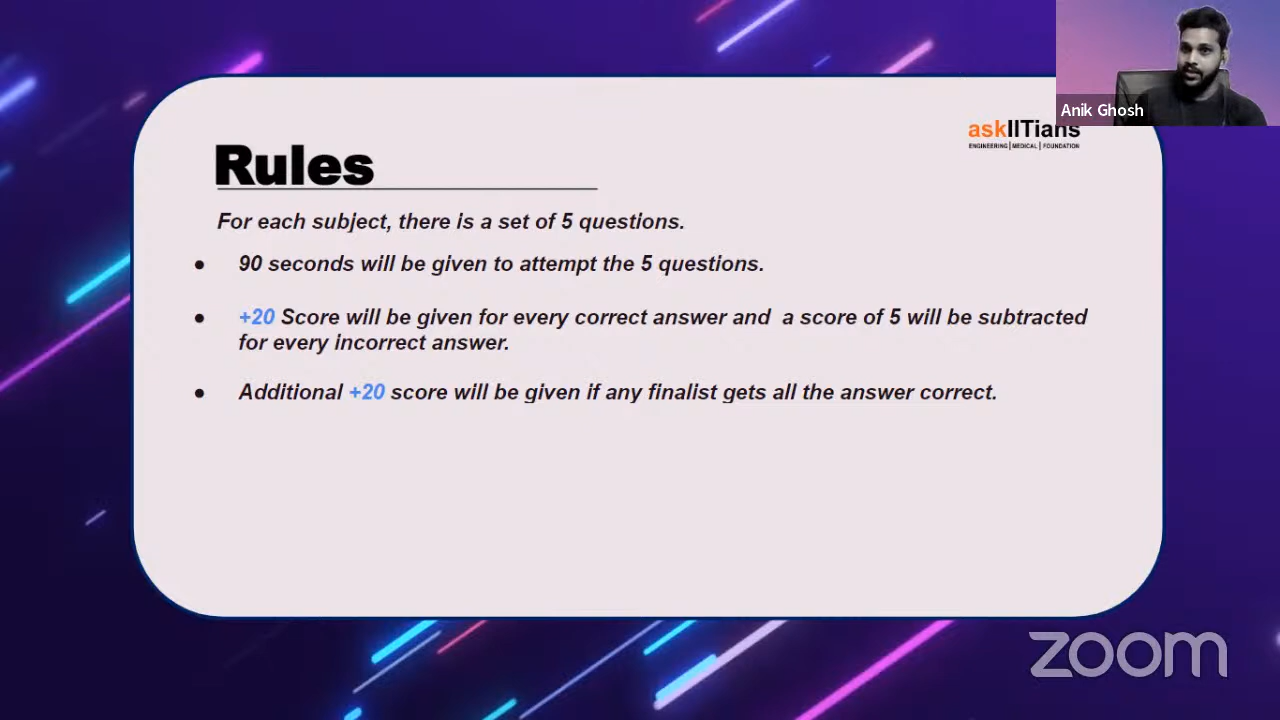 Anik Ghosh
askIITians
ENGINEERING | MEDICAL | FOUNDATION
Rules
For each subject, there is a set of 5 questions.
● 90 seconds will be given to attempt the 5 questions.
● +20 Score will be given for every correct answer and a score of 5 will be subtracted
for every incorrect answer.
● Additional +20 score will be given if any finalist gets all the answer correct.
zoom